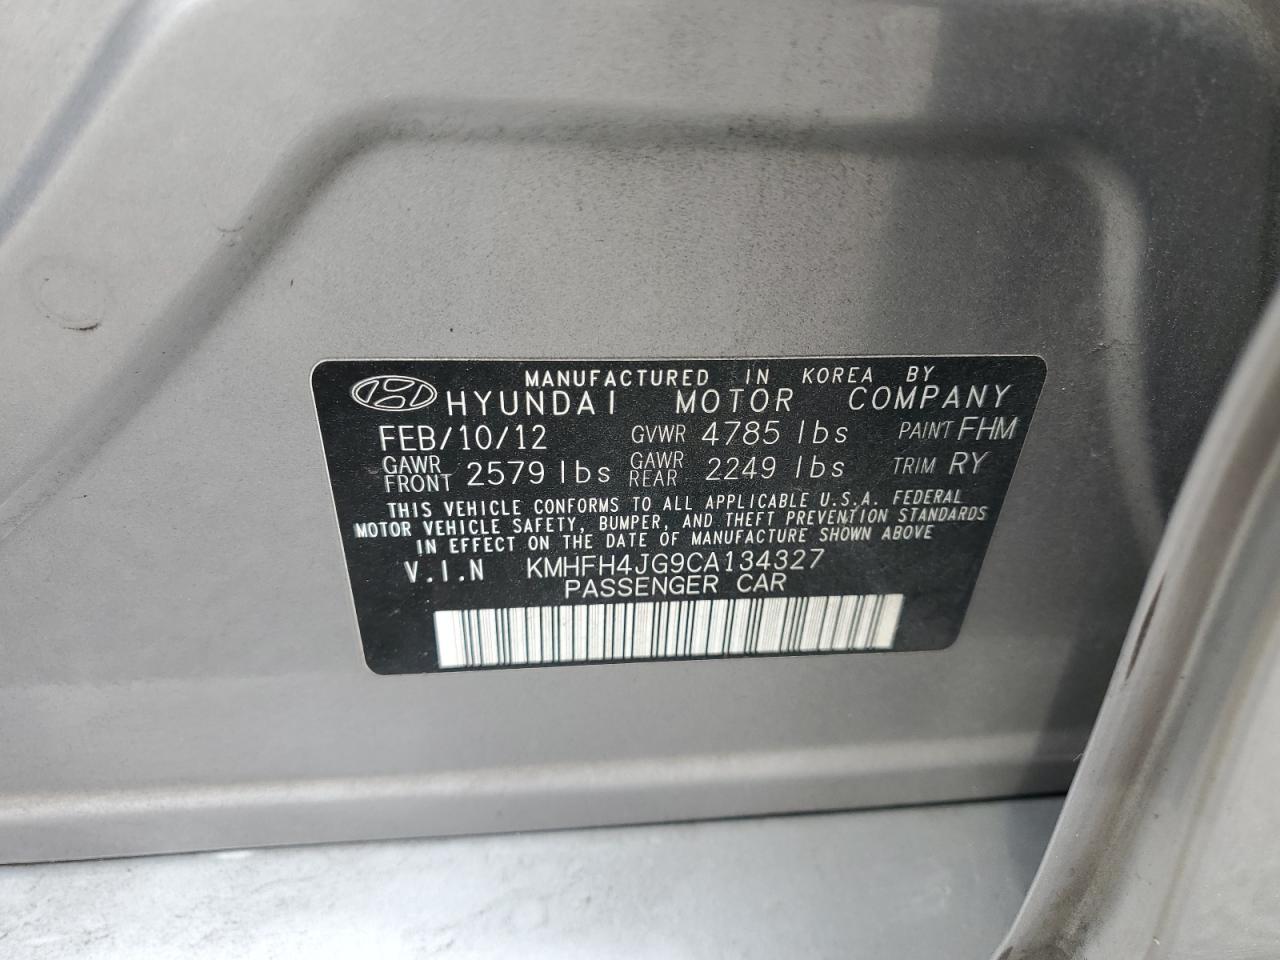 MANUFACTURED IN KOREA BY
HYUNDAI MOTOR COMPANY
FEB/10/12 GVWR 4785 lbs PAINT FHM
GAWR FRONT 2579 lbs GAWR REAR 2249 lbs TRIM RY
THIS VEHICLE CONFORMS TO ALL APPLICABLE U.S.A. FEDERAL
MOTOR VEHICLE SAFETY, BUMPER, AND THEFT PREVENTION STANDARDS
IN EFFECT ON THE DATE OF MANUFACTURE SHOWN ABOVE
V.I.N KMHFH4JG9CA134327
PASSENGER CAR